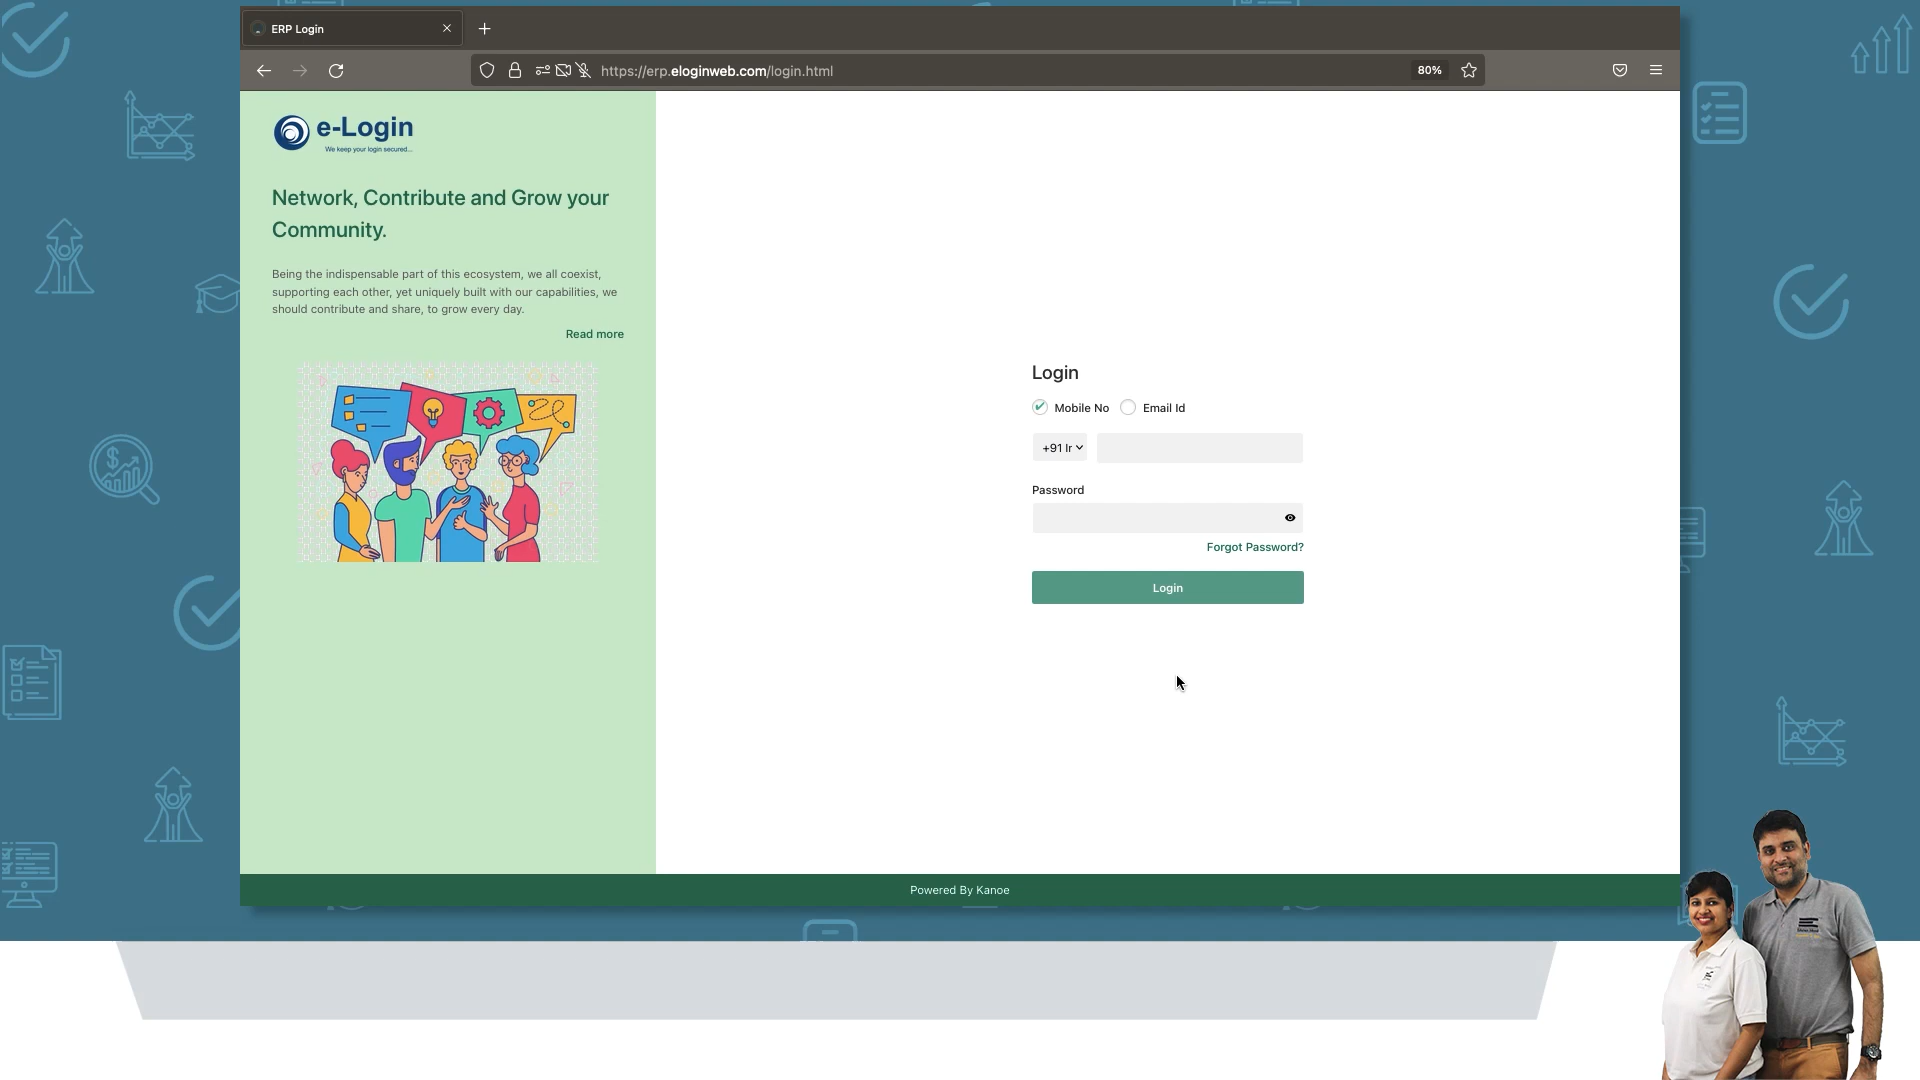 ERP Login
https://erp.eloginweb.com/login.html
80%
e-Login
We keep your login secured...
Network, Contribute and Grow your
Community.
Being the indispensable part of this ecosystem, we all coexist,
supporting each other, yet uniquely built with our capabilities, we
should contribute and share, to grow every day.
Read more
Login
Mobile No
Email Id
+91 Ir
Password
Forgot Password?
Login
Powered By Kanoe